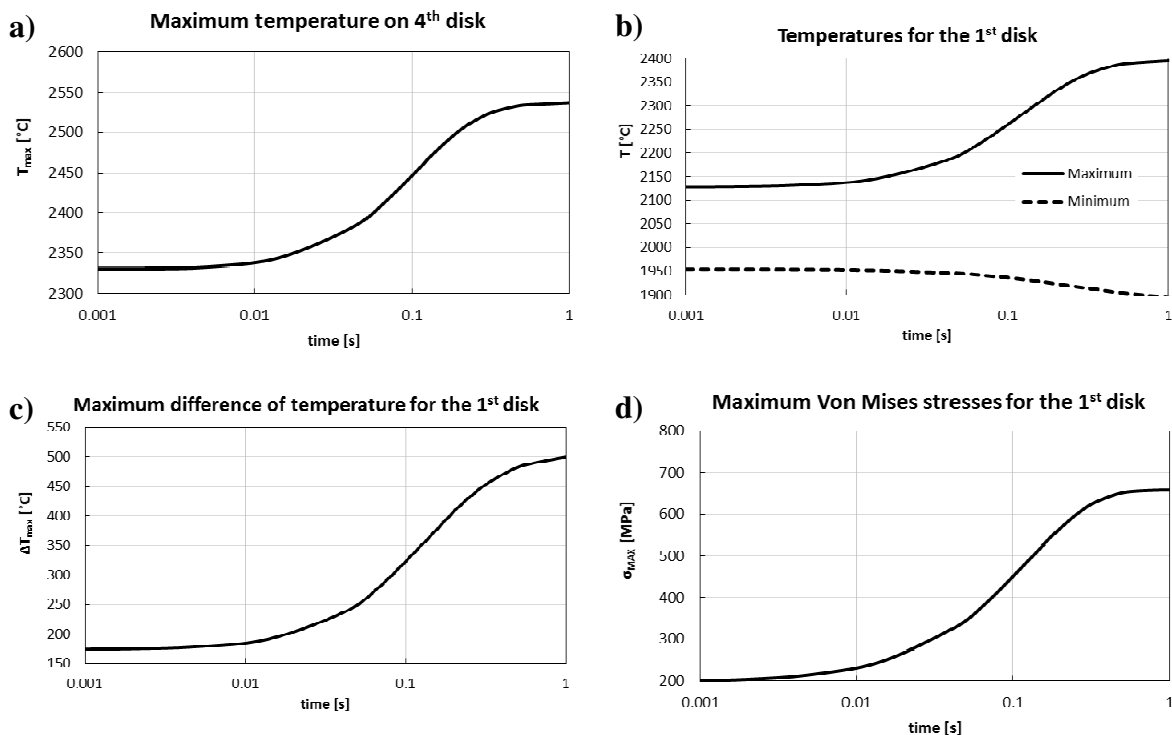 a)
Maximum temperature on 4th disk
2600
2550
2500
2450
2400
2350
2300
Tmax [°C]
0.001 0.01 0.1 1
time [s]
b)
Temperatures for the 1st disk
2400
2350
2300
2250
2200
2150
2100
2050
2000
1950
1900
T [°C]
Maximum
Minimum
0.001 0.01 0.1 1
time [s]
c)
Maximum difference of temperature for the 1st disk
550
500
450
400
350
300
250
200
150
ΔTmax [°C]
0.001 0.01 0.1 1
time [s]
d)
Maximum Von Mises stresses for the 1st disk
800
700
600
500
400
300
200
σMAX [MPa]
0.001 0.01 0.1 1
time [s]